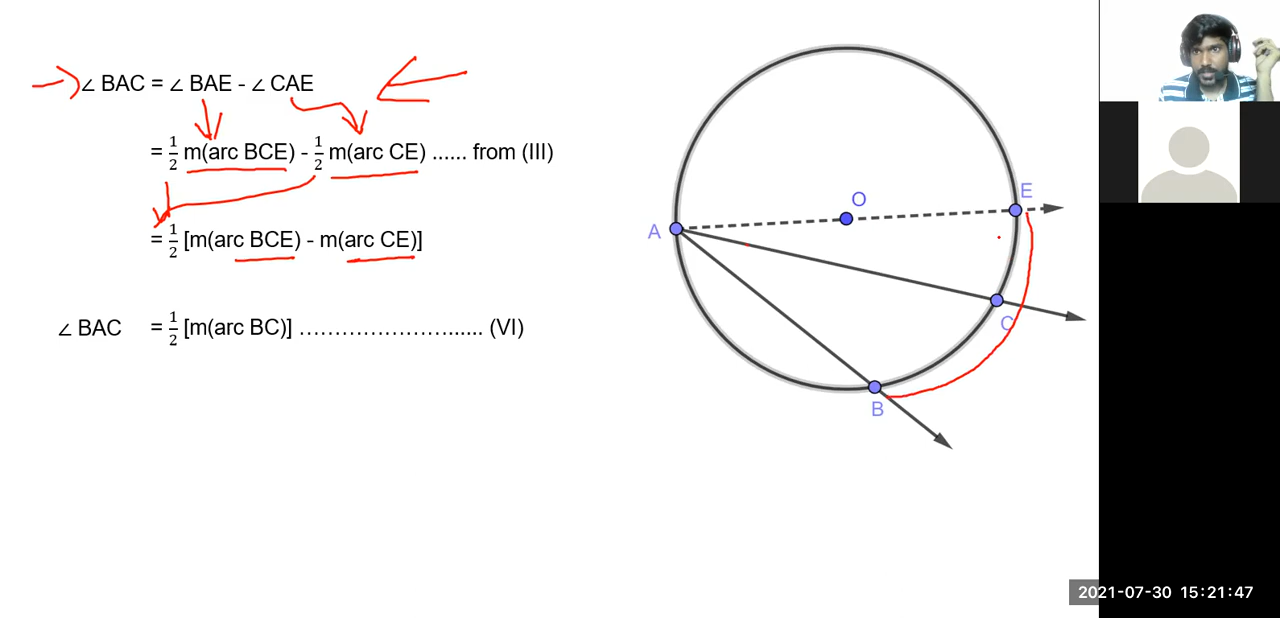 ∠ BAC = ∠ BAE - ∠ CAE
= 1/2 m(arc BCE) - 1/2 m(arc CE) ...... from (III)
= 1/2 [m(arc BCE) - m(arc CE)]
∠ BAC = 1/2 [m(arc BC)] ........................... (VI)
O
E
A
C
B
2021-07-30 15:21:47